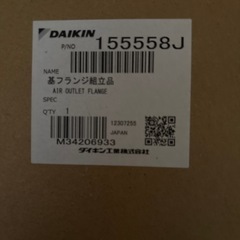 DAIKIN
P/NO 155558J
NAME
基フランジ組立品
AIR OUTLET FLANGE
SPEC
QTY 1
12307255
JAPAN
M34206933
ダイキン工業株式会社